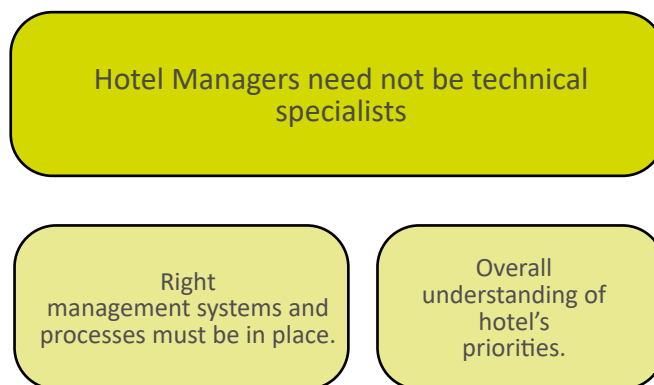 Hotel Managers need not be technical
specialists
Right
management systems and
processes must be in place.
Overall
understanding of
hotel's
priorities.